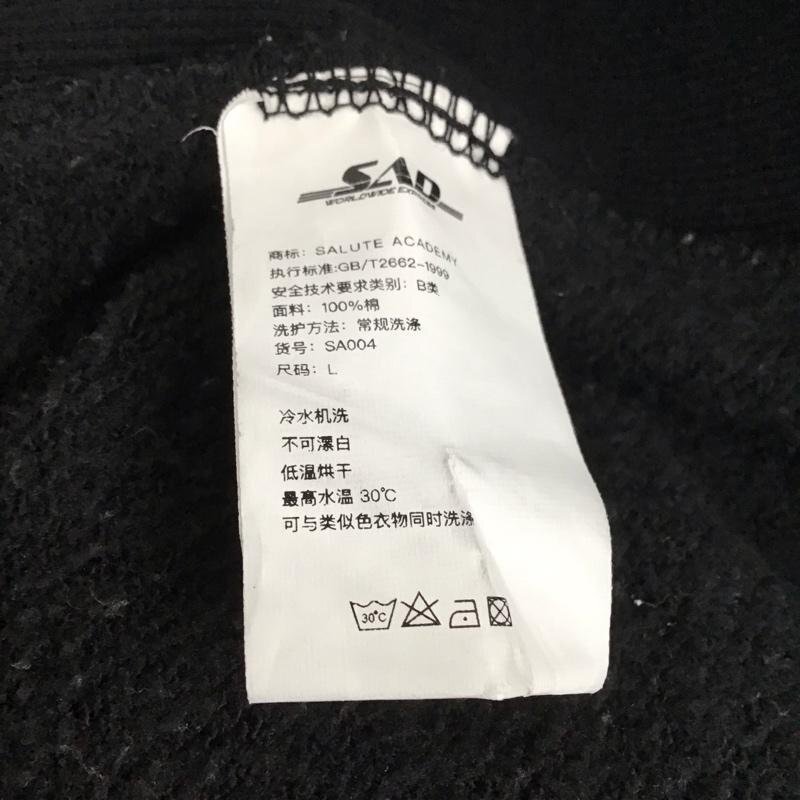 SAD
WORLDWIDE EXPRESS
商标: SALUTE ACADEMY
执行标准:GB/T2662-1999
安全技术要求类别: B类
面料: 100%棉
洗护方法: 常规洗涤
货号: SA004
尺码: L
冷水机洗
不可漂白
低温烘干
最高水温 30℃
可与类似色衣物同时洗涤
30℃